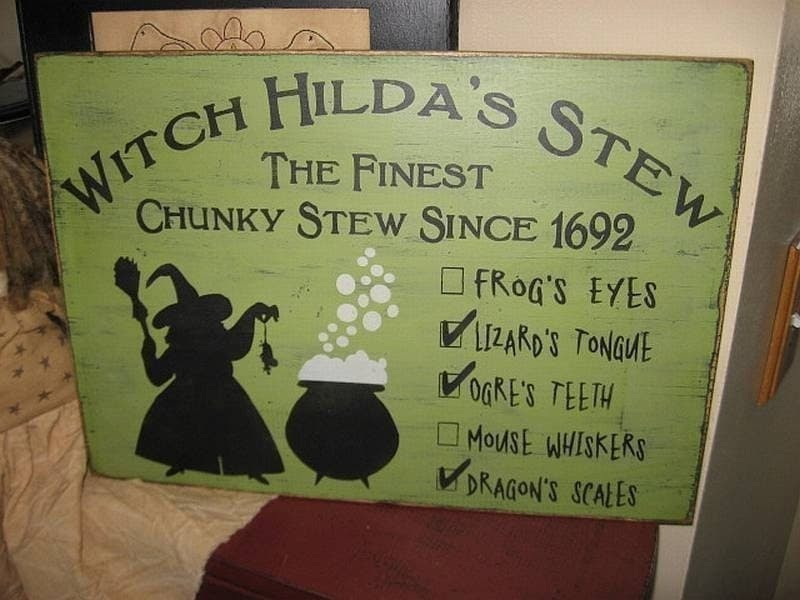 WITCH HILDA'S STEW
THE FINEST
CHUNKY STEW SINCE 1692
FROG'S EYES
LIZARD'S TONGUE
OGRE'S TEETH
MOUSE WHISKERS
DRAGON'S SCALES